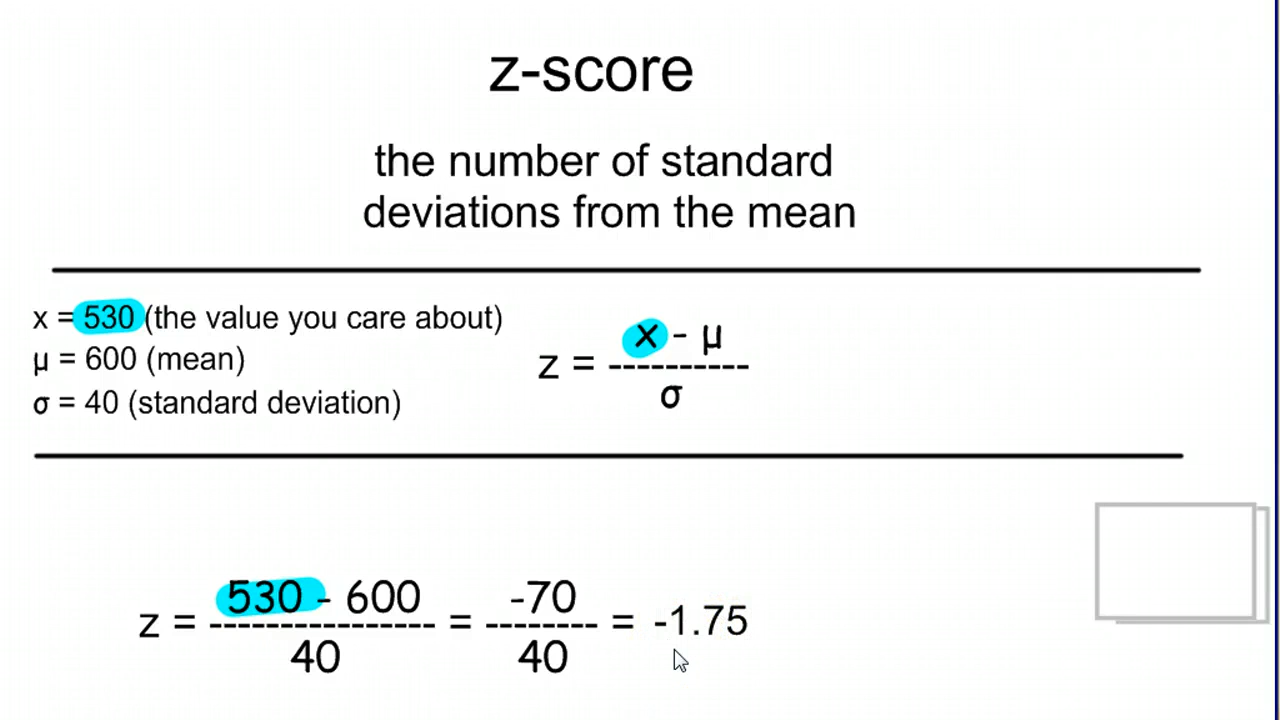 z-score
the number of standard
deviations from the mean
x = 530 (the value you care about)
μ = 600 (mean)
σ = 40 (standard deviation)
x - μ
z = ----------
σ
530 - 600 -70
z = ---------------- = -------- = -1.75
40 40